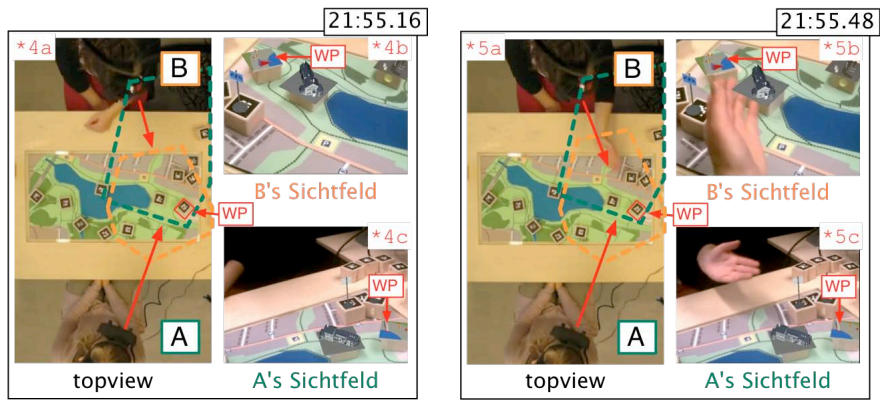 21:55.16
*4a
B
WP
A
topview
WP
*4b
B's Sichtfeld
*4c
WP
A's Sichtfeld
21:55.48
*5a
B
WP
A
topview
WP
*5b
B's Sichtfeld
*5c
WP
A's Sichtfeld